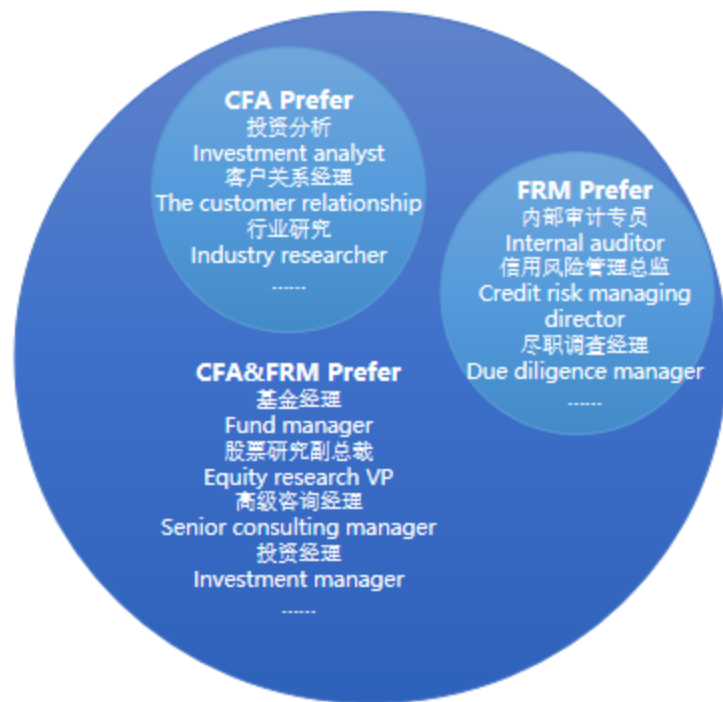 CFA Prefer
投资分析
Investment analyst
客户关系经理
The customer relationship
行业研究
Industry researcher
......
FRM Prefer
内部审计专员
Internal auditor
信用风险管理总监
Credit risk managing
director
尽职调查经理
Due diligence manager
......
CFA&FRM Prefer
基金经理
Fund manager
股票研究副总裁
Equity research VP
高级咨询经理
Senior consulting manager
投资经理
Investment manager
......